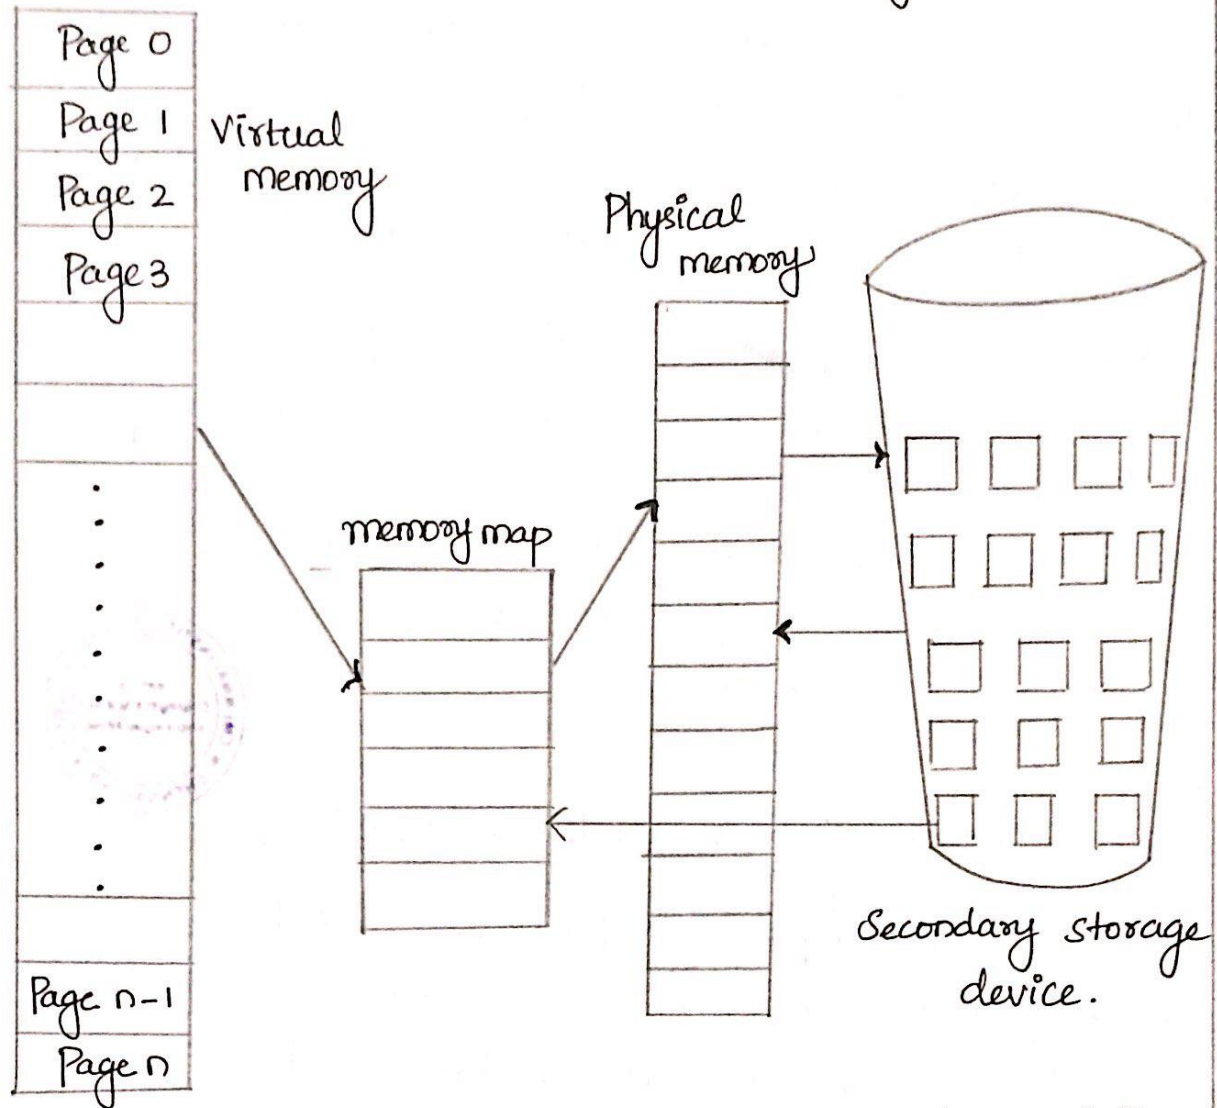 Page 0
Page 1
Page 2
Page 3
Virtual
memory
Physical
memory
memory map
Page n-1
Page n
Secondary storage
device.